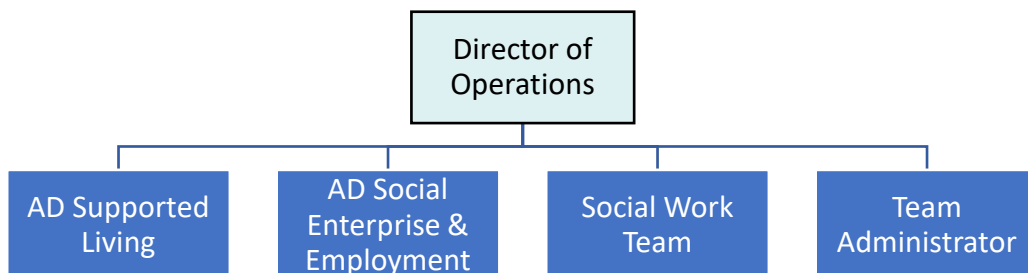 Director of
Operations
AD Supported
Living
AD Social
Enterprise &
Employment
Social Work
Team
Team
Administrator